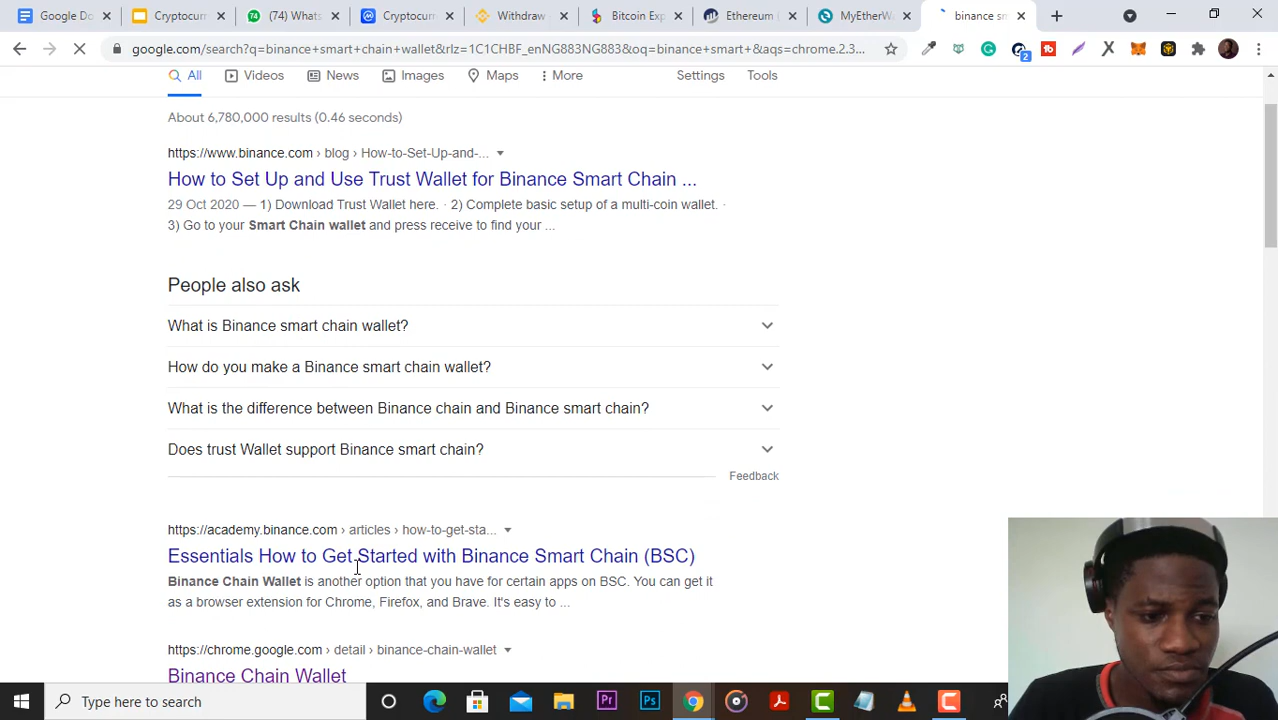 Google Do
Cryptocurr
(74) Whats
Cryptocurr
Withdraw
Bitcoin Exp
Ethereum (
MyEtherWa
binance sm
google.com/search?q=binance+smart+chain+wallet&rlz=1C1CHBF_enNG883NG883&oq=binance+smart+&aqs=chrome.2.3...
2
All
Videos
News
Images
Maps
More
Settings
Tools
About 6,780,000 results (0.46 seconds)
https://www.binance.com › blog › How-to-Set-Up-and-...
How to Set Up and Use Trust Wallet for Binance Smart Chain ...
29 Oct 2020 — 1) Download Trust Wallet here. · 2) Complete basic setup of a multi-coin wallet. ·
3) Go to your Smart Chain wallet and press receive to find your ...
People also ask
What is Binance smart chain wallet?
How do you make a Binance smart chain wallet?
What is the difference between Binance chain and Binance smart chain?
Does trust Wallet support Binance smart chain?
Feedback
https://academy.binance.com › articles › how-to-get-sta...
Essentials How to Get Started with Binance Smart Chain (BSC)
Binance Chain Wallet is another option that you have for certain apps on BSC. You can get it
as a browser extension for Chrome, Firefox, and Brave. It's easy to ...
https://chrome.google.com › detail › binance-chain-wallet
Binance Chain Wallet
Type here to search
Pr
Ps